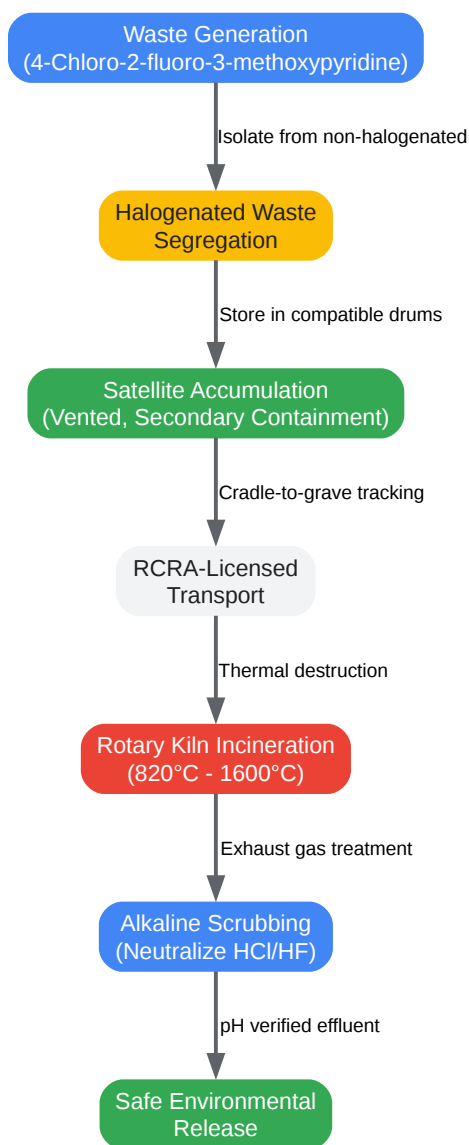 Waste Generation
(4-Chloro-2-fluoro-3-methoxypyridine)
Isolate from non-halogenated
Halogenated Waste
Segregation
Store in compatible drums
Satellite Accumulation
(Vented, Secondary Containment)
Cradle-to-grave tracking
RCRA-Licensed
Transport
Thermal destruction
Rotary Kiln Incineration
(820°C - 1600°C)
Exhaust gas treatment
Alkaline Scrubbing
(Neutralize HCl/HF)
pH verified effluent
Safe Environmental
Release